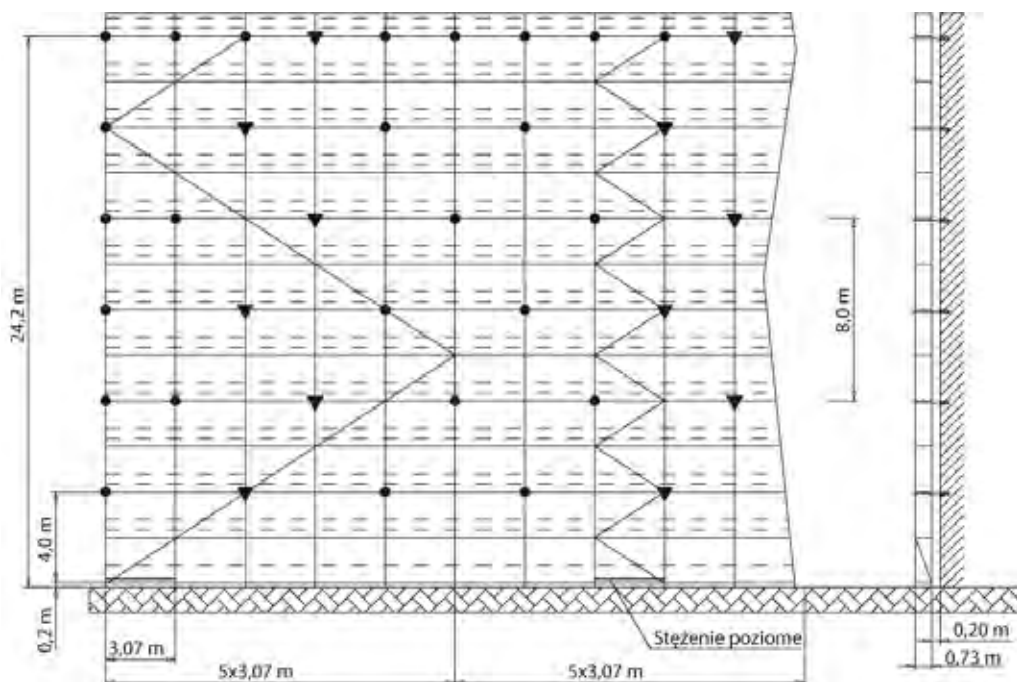 24,2 m
8,0 m
4,0 m
0,2 m
3,07 m
5x3,07 m
5x3,07 m
Stężenie poziome
0,20 m
0,73 m